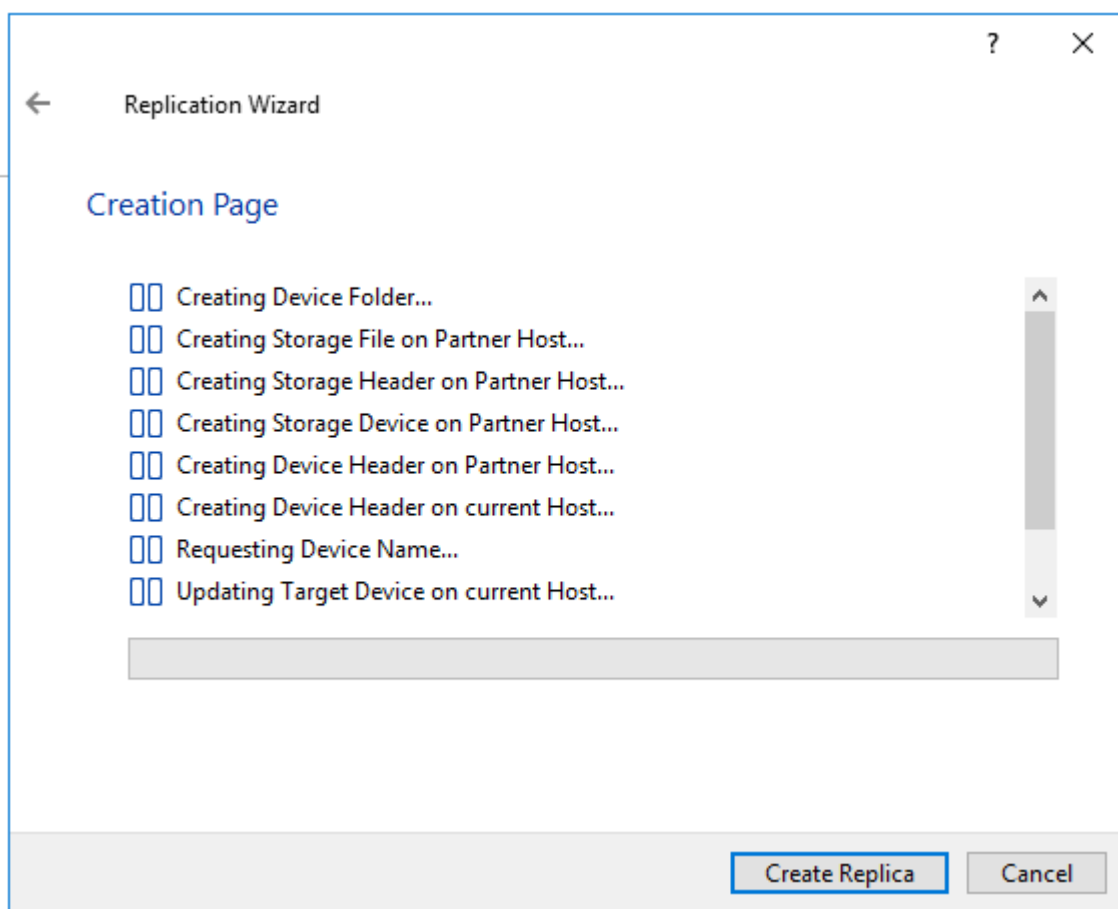 ?
Replication Wizard
Creation Page
Creating Device Folder...
Creating Storage File on Partner Host...
Creating Storage Header on Partner Host...
Creating Storage Device on Partner Host...
Creating Device Header on Partner Host...
Creating Device Header on current Host...
Requesting Device Name...
Updating Target Device on current Host...
Create Replica Cancel